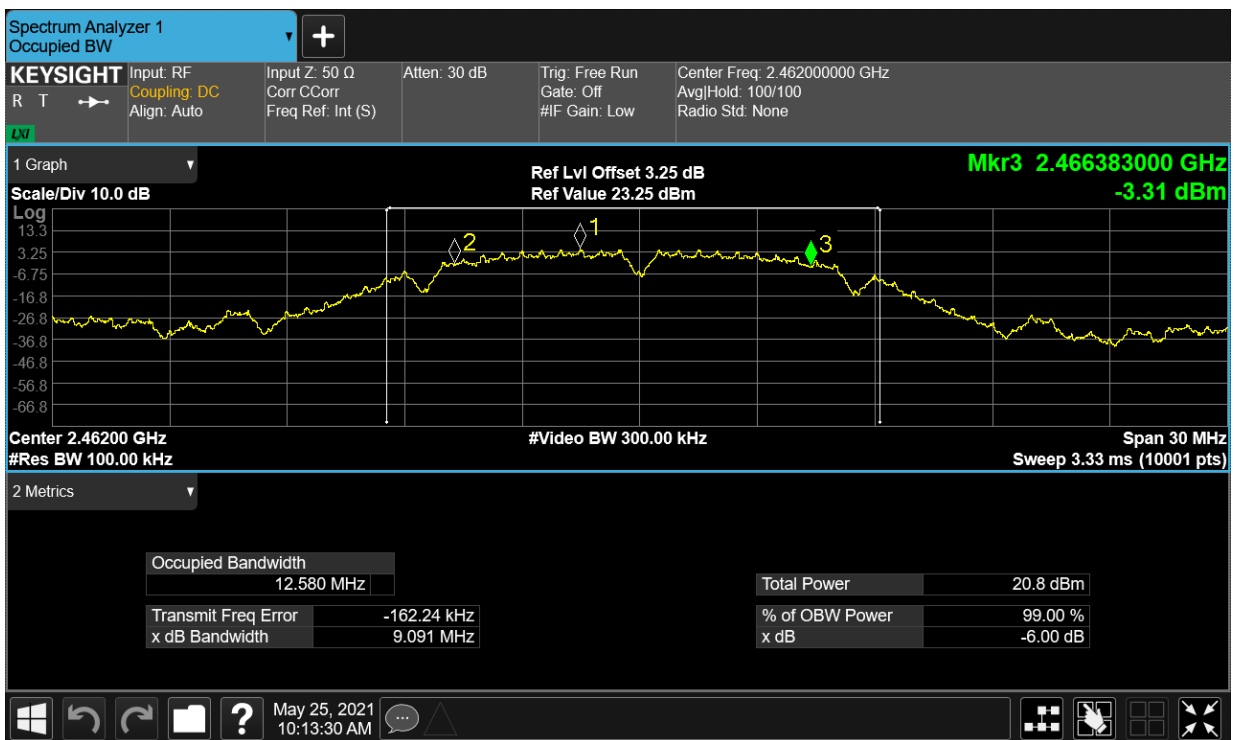 Spectrum Analyzer 1
Occupied BW
+
KEYSIGHT
R T
LXI
Input: RF
Coupling: DC
Align: Auto
Input Z: 50 Ω
Corr CCorr
Freq Ref: Int (S)
Atten: 30 dB
Trig: Free Run
Gate: Off
#IF Gain: Low
Center Freq: 2.462000000 GHz
Avg|Hold: 100/100
Radio Std: None
1 Graph
Scale/Div 10.0 dB
Ref Lvl Offset 3.25 dB
Ref Value 23.25 dBm
Mkr3 2.466383000 GHz
-3.31 dBm
Log
13.3
3.25
-6.75
-16.8
-26.8
-36.8
-46.8
-56.8
-66.8
2
1
3
Center 2.46200 GHz
#Res BW 100.00 kHz
#Video BW 300.00 kHz
Span 30 MHz
Sweep 3.33 ms (10001 pts)
2 Metrics
Occupied Bandwidth
12.580 MHz
Transmit Freq Error -162.24 kHz
x dB Bandwidth 9.091 MHz
Total Power 20.8 dBm
% of OBW Power 99.00 %
x dB -6.00 dB
?
May 25, 2021
10:13:30 AM